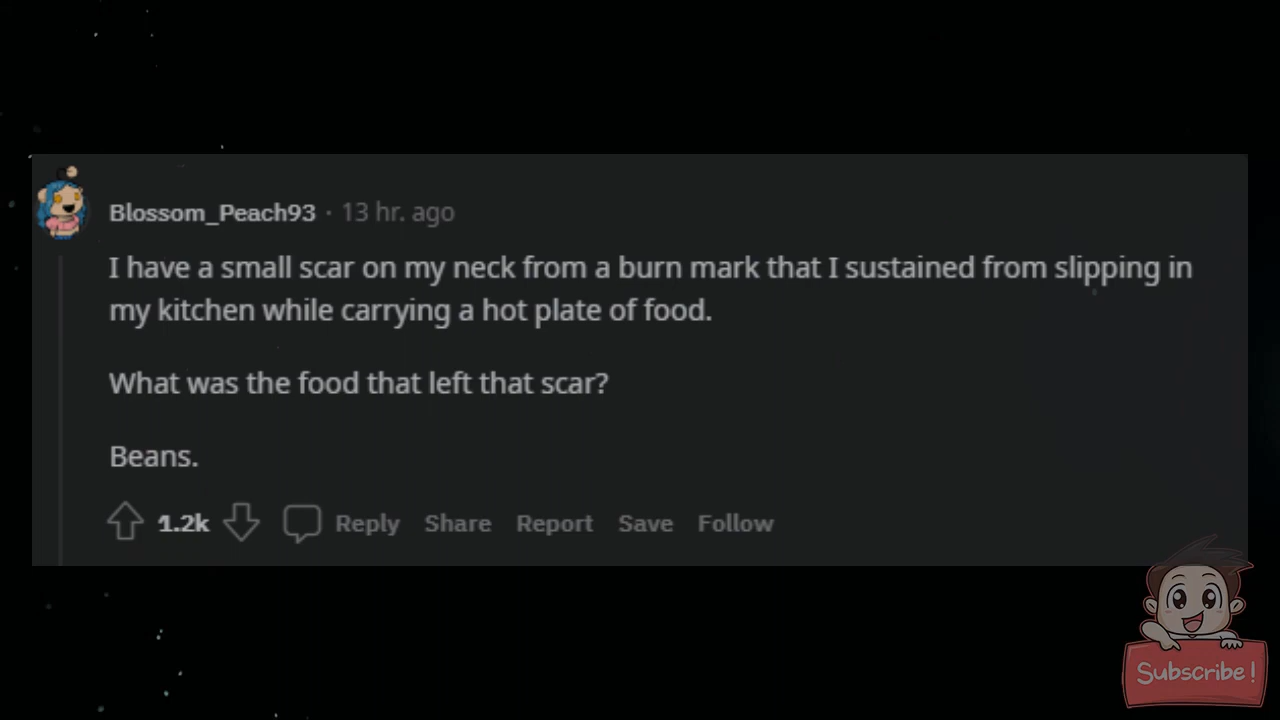 Blossom_Peach93 · 13 hr. ago
I have a small scar on my neck from a burn mark that I sustained from slipping in
my kitchen while carrying a hot plate of food.
What was the food that left that scar?
Beans.
1.2k Reply Share Report Save Follow
Subscribe!